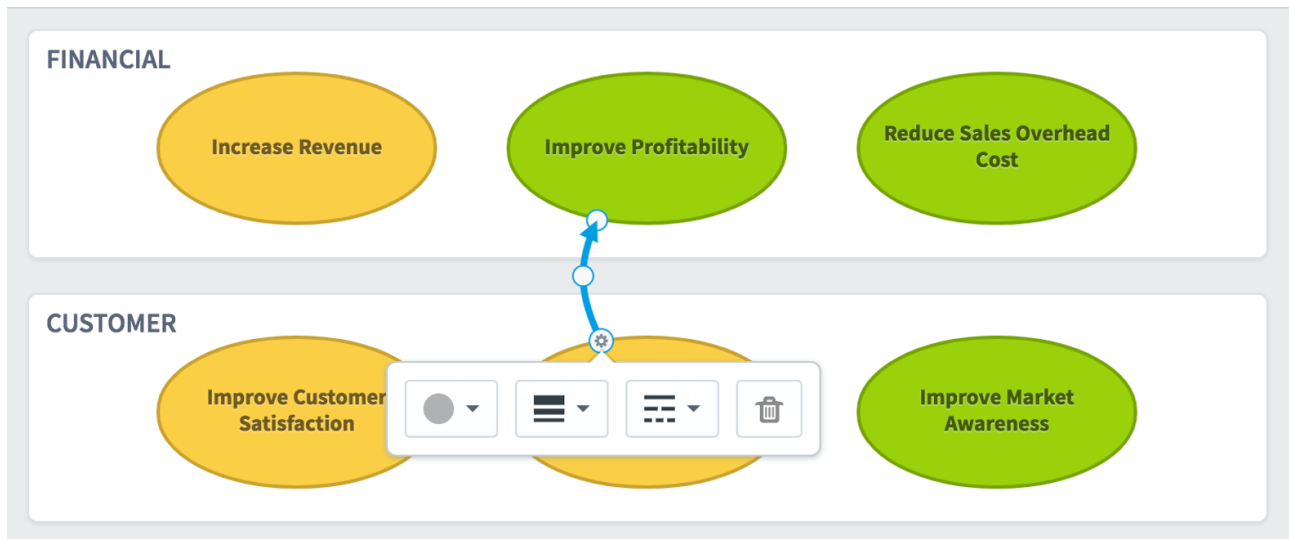 FINANCIAL
Increase Revenue
Improve Profitability
Reduce Sales Overhead
Cost
CUSTOMER
Improve Customer
Satisfaction
Improve Market
Awareness